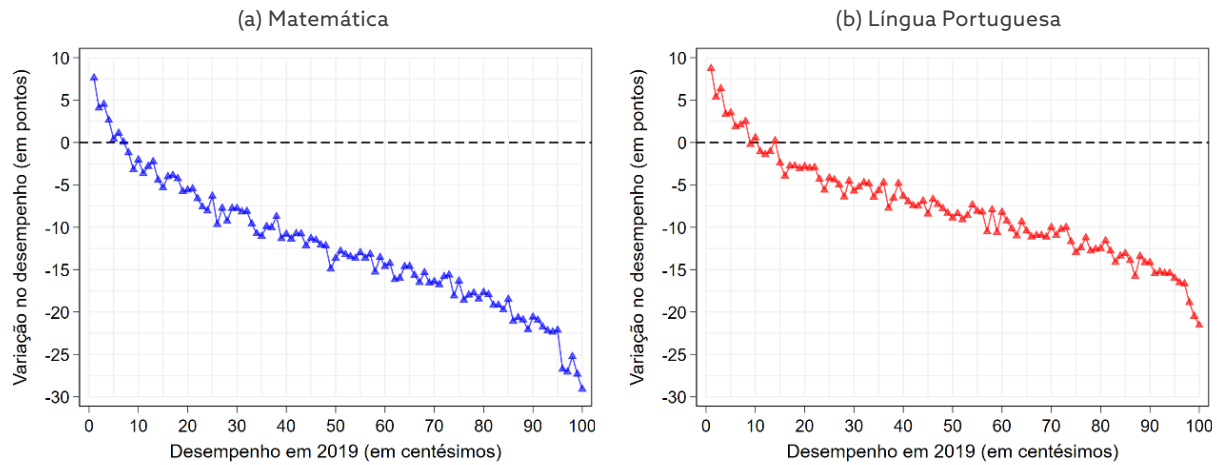 (a) Matemática
Variação no desempenho (em pontos)
10
5
0
-5
-10
-15
-20
-25
-30
0 10 20 30 40 50 60 70 80 90 100
Desempenho em 2019 (em centésimos)
(b) Língua Portuguesa
Variação no desempenho (em pontos)
10
5
0
-5
-10
-15
-20
-25
-30
0 10 20 30 40 50 60 70 80 90 100
Desempenho em 2019 (em centésimos)